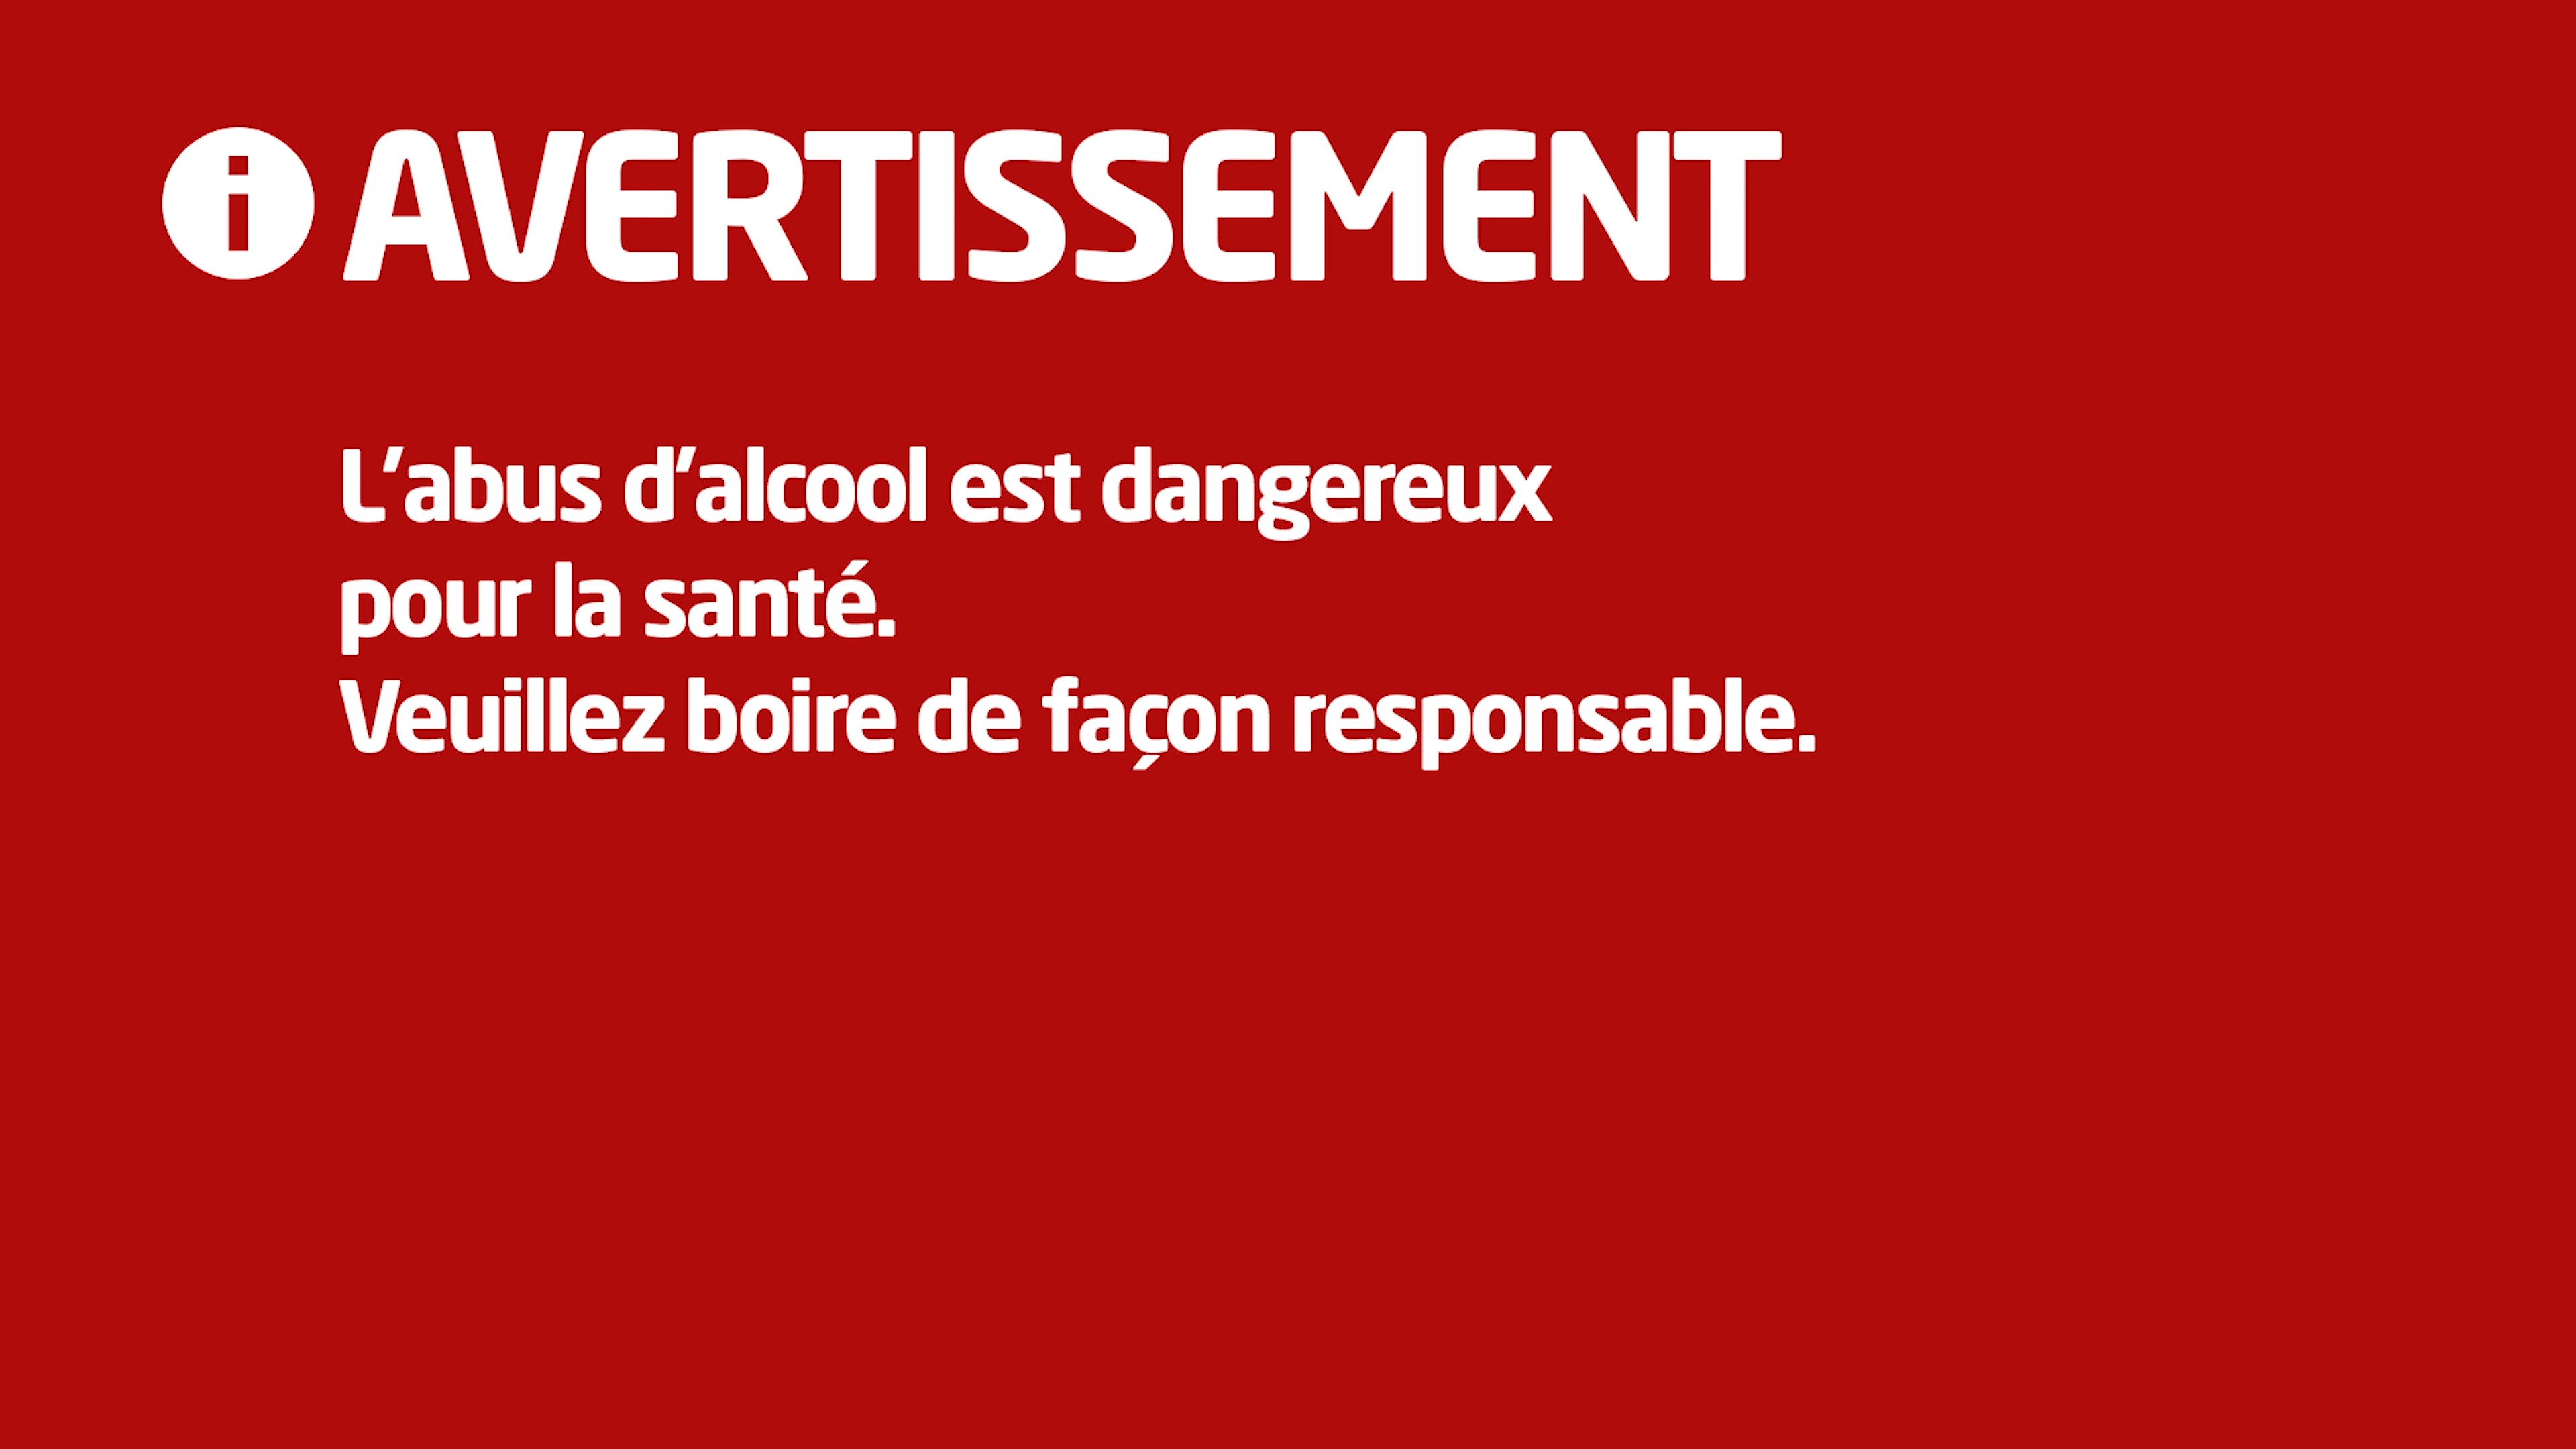 i AVERTISSEMENT
L’abus d’alcool est dangereux
pour la santé.
Veuillez boire de façon responsable.